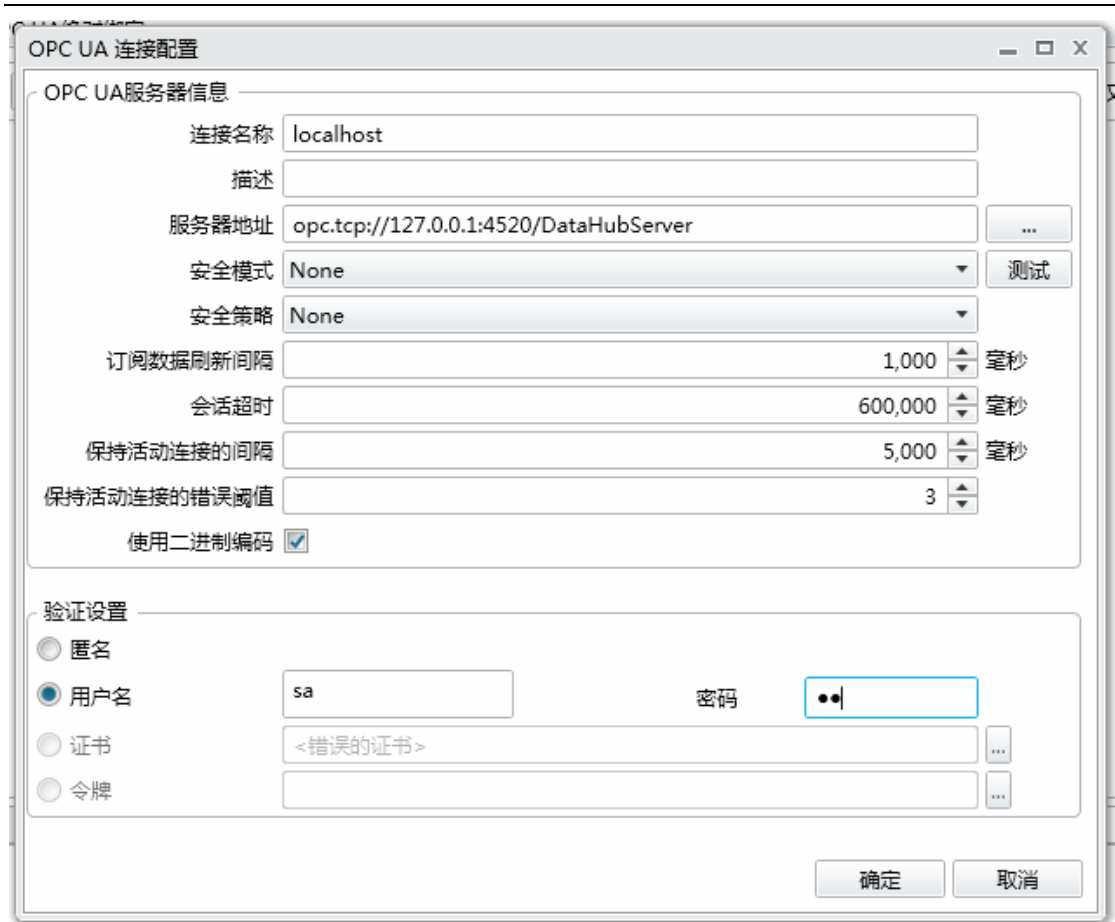 OPC UA 连接配置
OPC UA服务器信息
连接名称 localhost
描述
服务器地址 opc.tcp://127.0.0.1:4520/DataHubServer ...
安全模式 None 测试
安全策略 None
订阅数据刷新间隔 1,000 毫秒
会话超时 600,000 毫秒
保持活动连接的间隔 5,000 毫秒
保持活动连接的错误阈值 3
使用二进制编码
验证设置
匿名
用户名 sa 密码 ●●
证书 <错误的证书> ...
令牌 ...
确定 取消